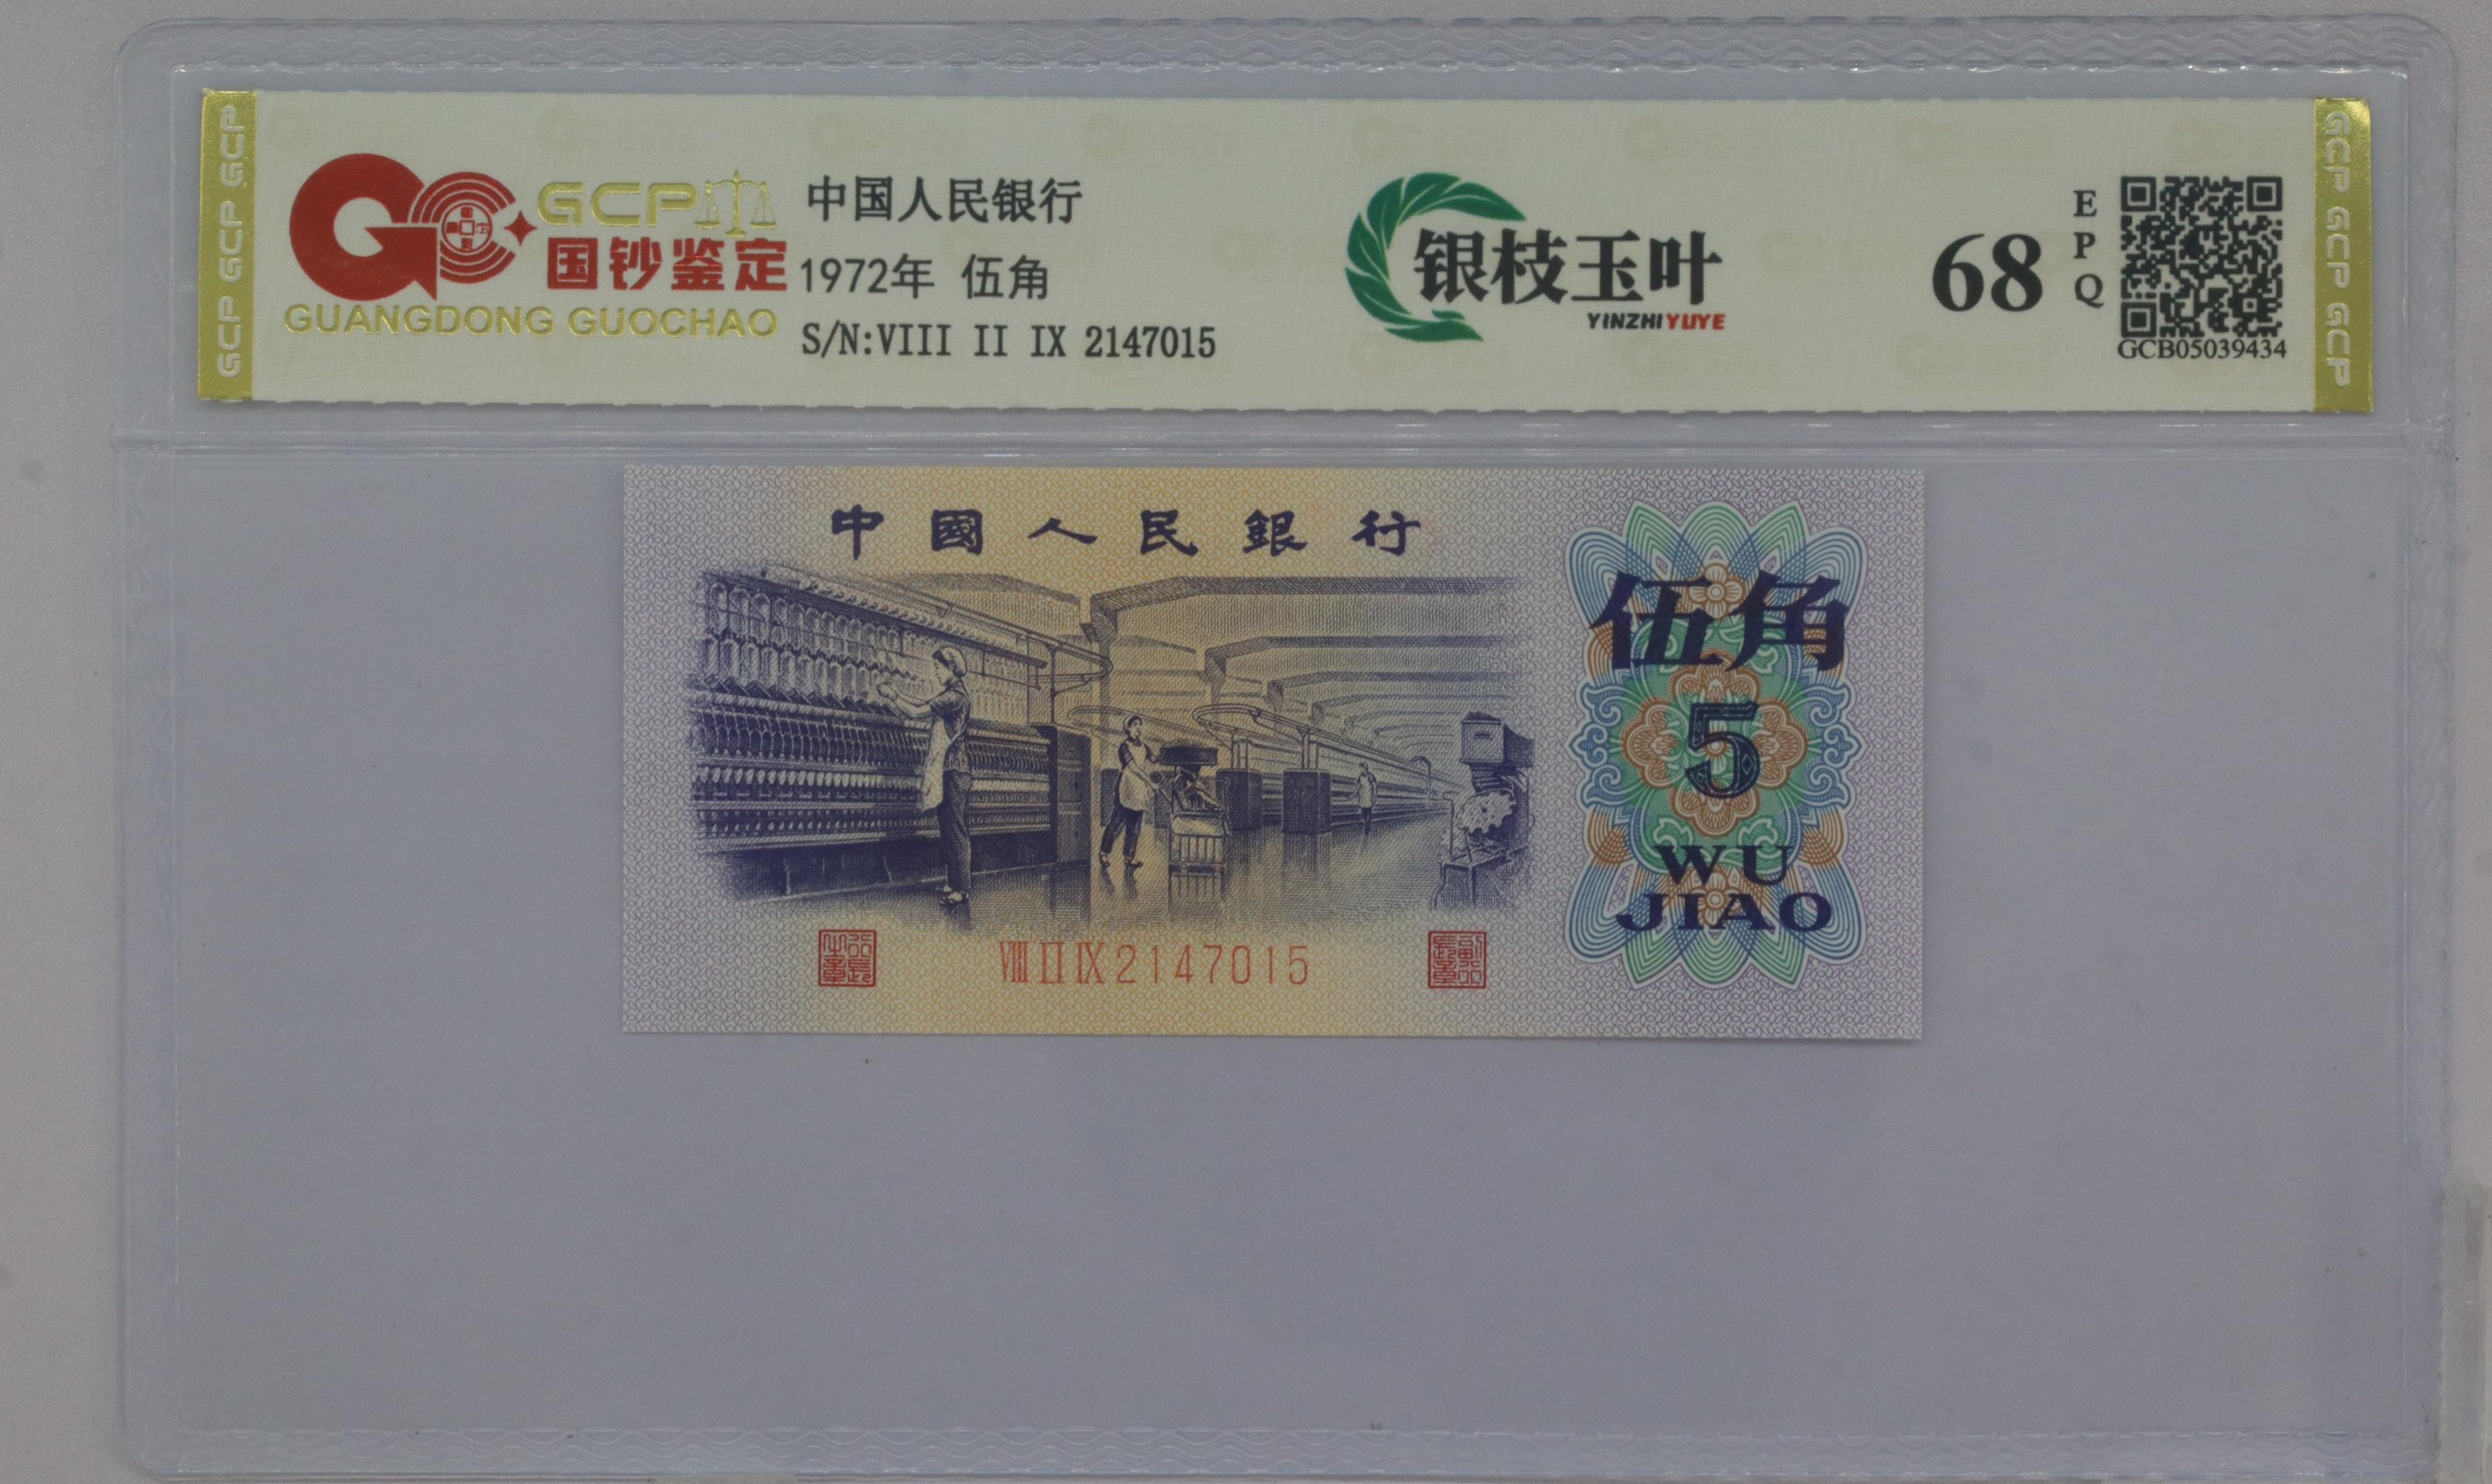 GCP GCP GCP
GCP
国钞鉴定
GUANGDONG GUOCHAO
中国人民银行
1972年 伍角
S/N:VIII II IX 2147015
银枝玉叶
YINZHIYUYE
68
EPQ
GCB05039434
GCP GCP GCP
中國人民銀行
伍角
5
WU
JIAO
VIII II IX 2147015